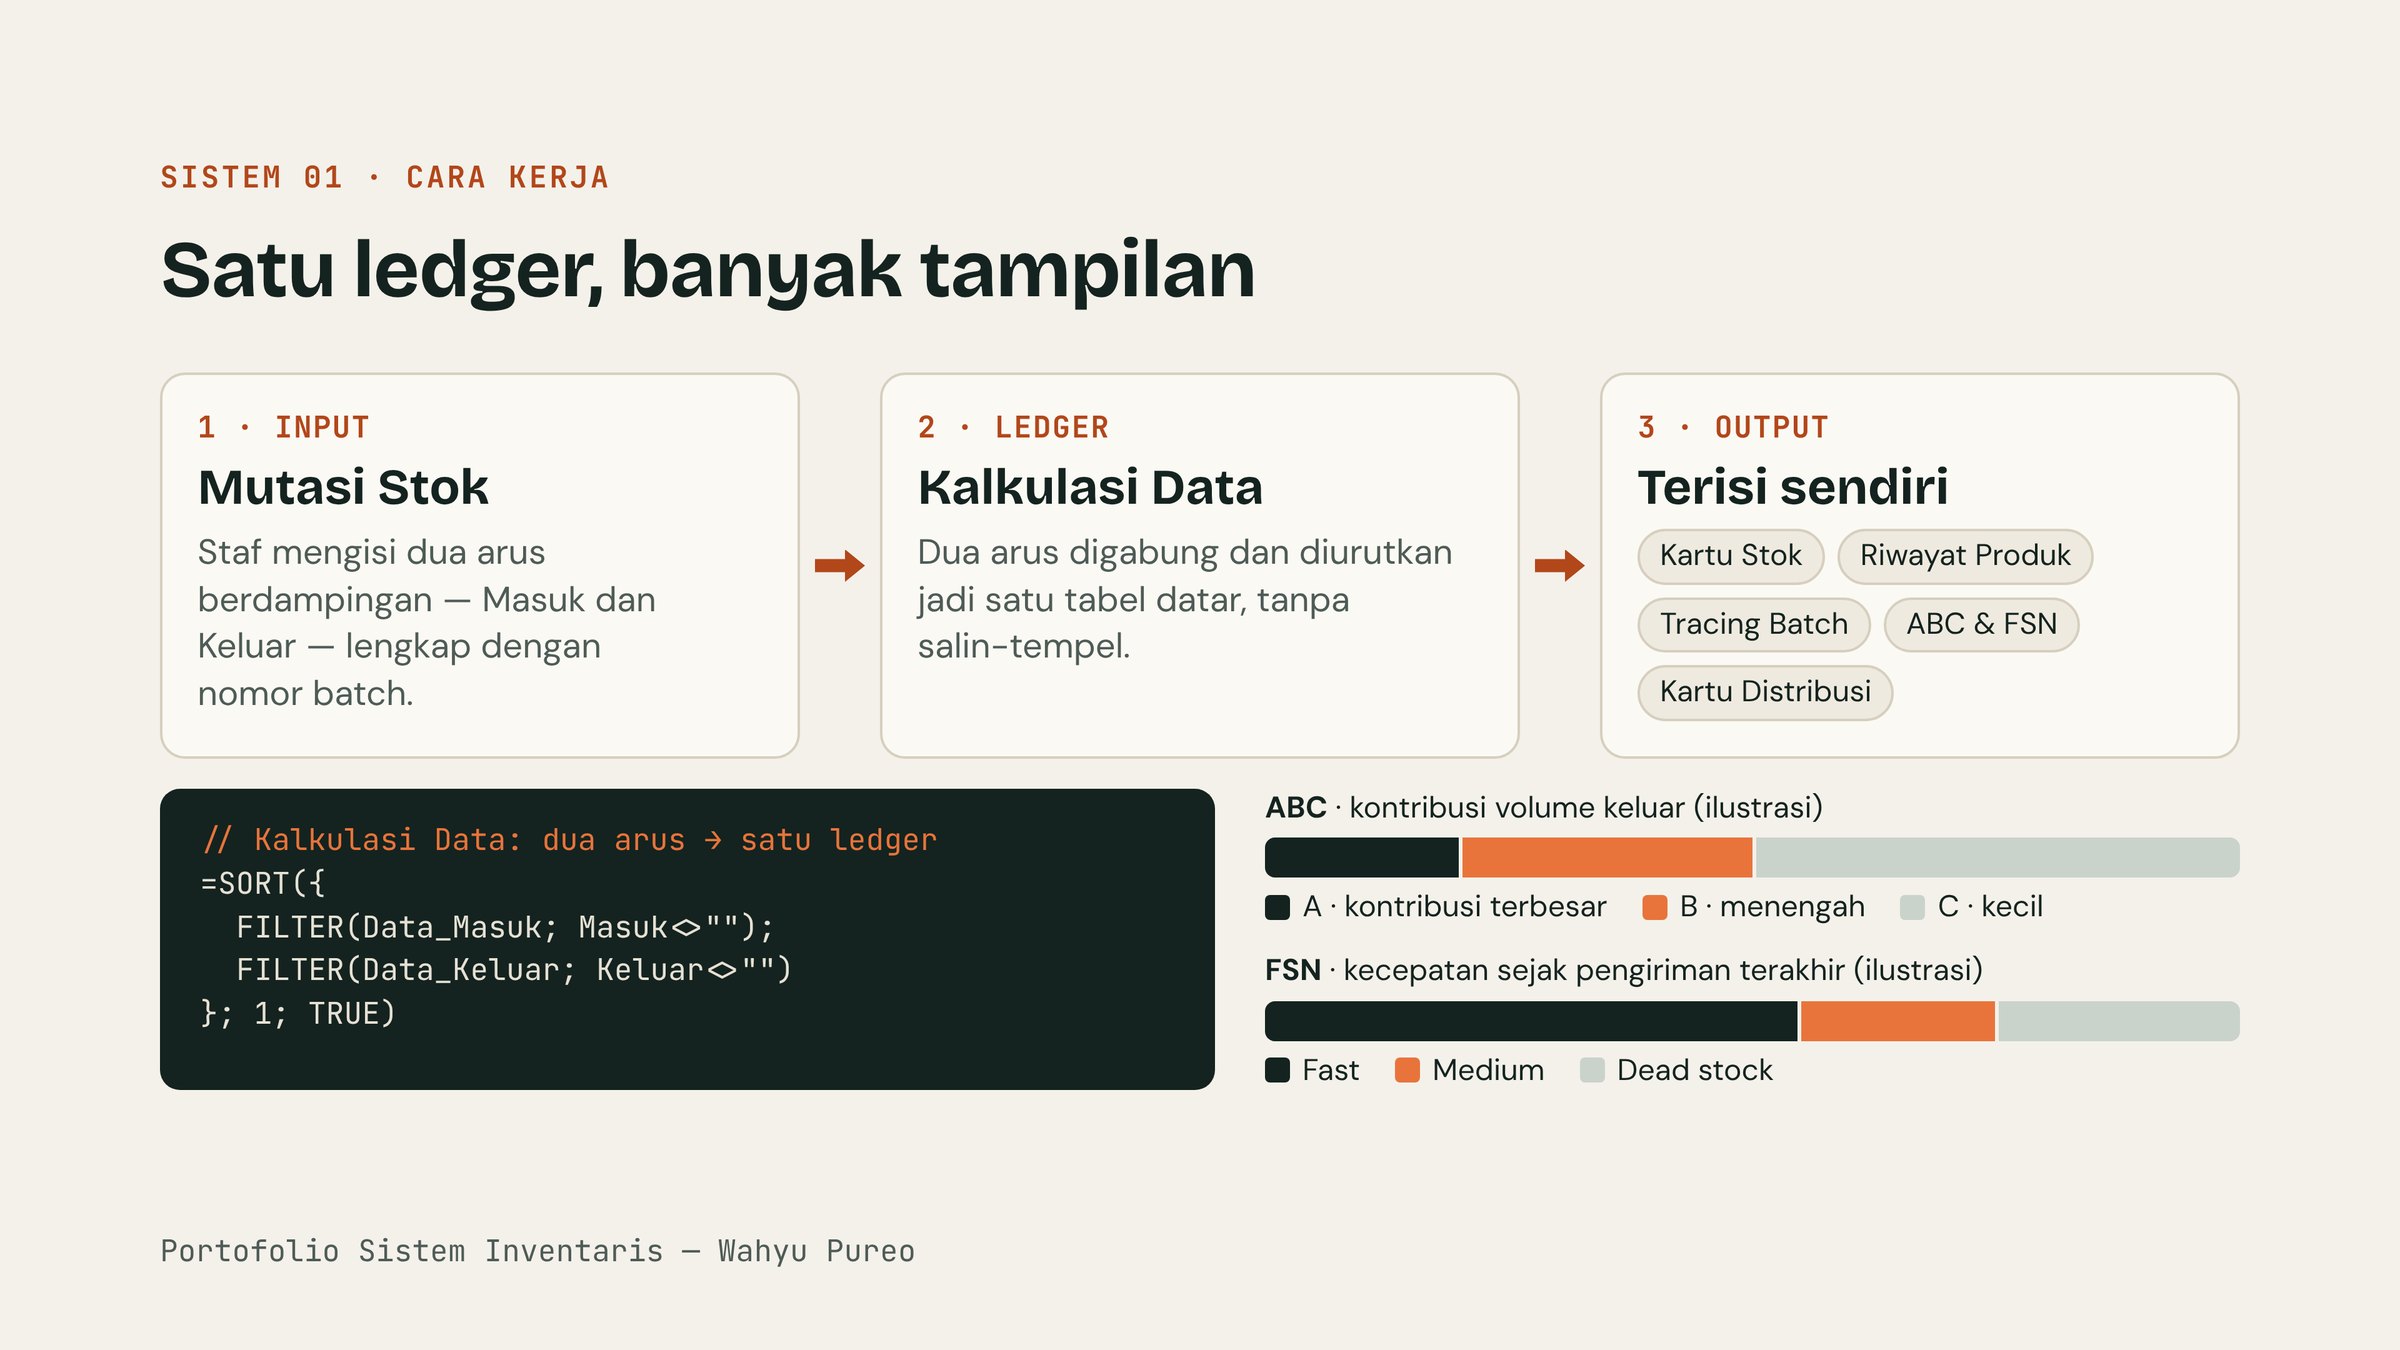 SISTEM 01 · CARA KERJA
Satu ledger, banyak tampilan
1 · INPUT
Mutasi Stok
Staf mengisi dua arus
berdampingan — Masuk dan
Keluar — lengkap dengan
nomor batch.
2 · LEDGER
Kalkulasi Data
Dua arus digabung dan diurutkan
jadi satu tabel datar, tanpa
salin-tempel.
3 · OUTPUT
Terisi sendiri
Kartu Stok Riwayat Produk
Tracing Batch ABC & FSN
Kartu Distribusi
// Kalkulasi Data: dua arus → satu ledger
=SORT({
FILTER(Data_Masuk; Masuk<>"");
FILTER(Data_Keluar; Keluar<>"")
}; 1; TRUE)
ABC · kontribusi volume keluar (ilustrasi)
A · kontribusi terbesar B · menengah C · kecil
FSN · kecepatan sejak pengiriman terakhir (ilustrasi)
Fast Medium Dead stock
Portofolio Sistem Inventaris — Wahyu Pureo